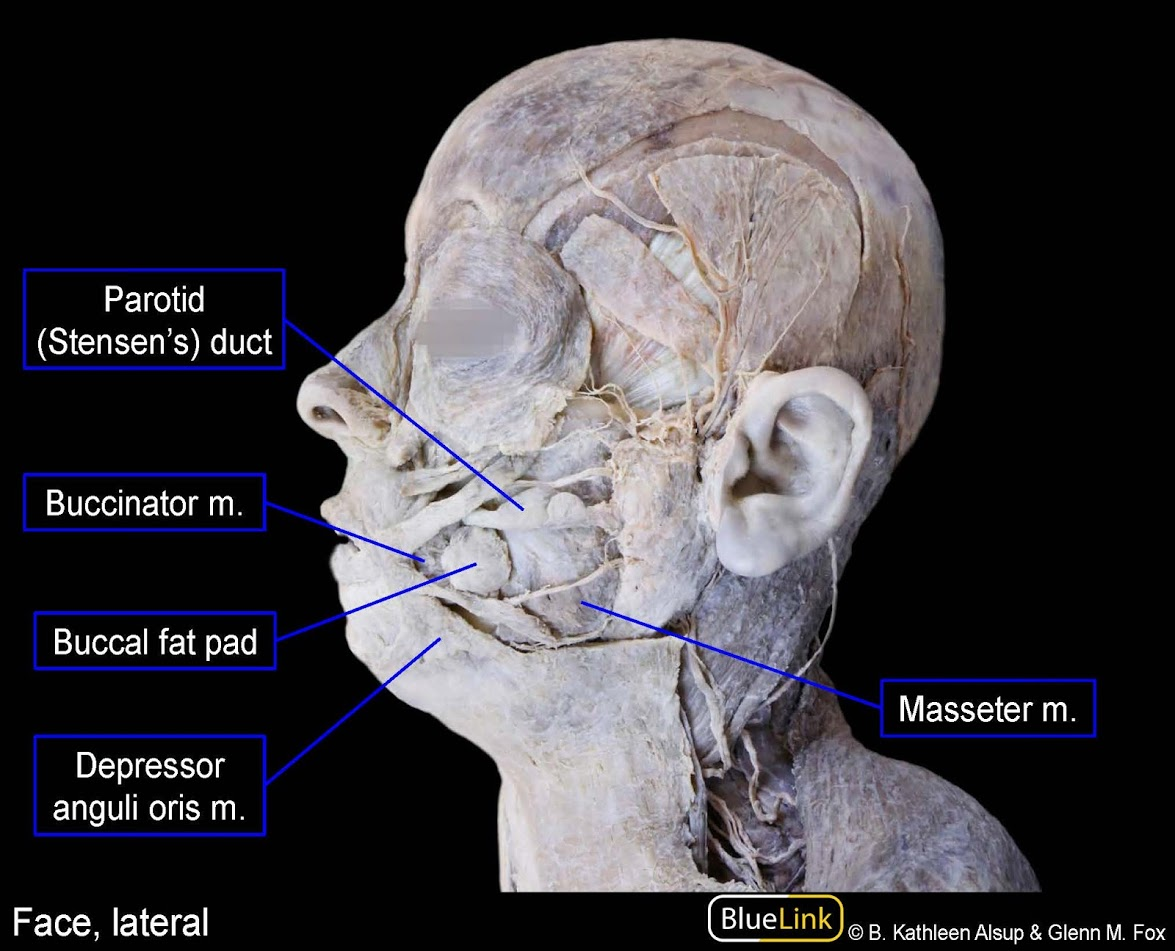 Parotid
(Stensen's) duct
Buccinator m.
Buccal fat pad
Depressor
anguli oris m.
Masseter m.
Face, lateral
BlueLink
© B. Kathleen Alsup & Glenn M. Fox